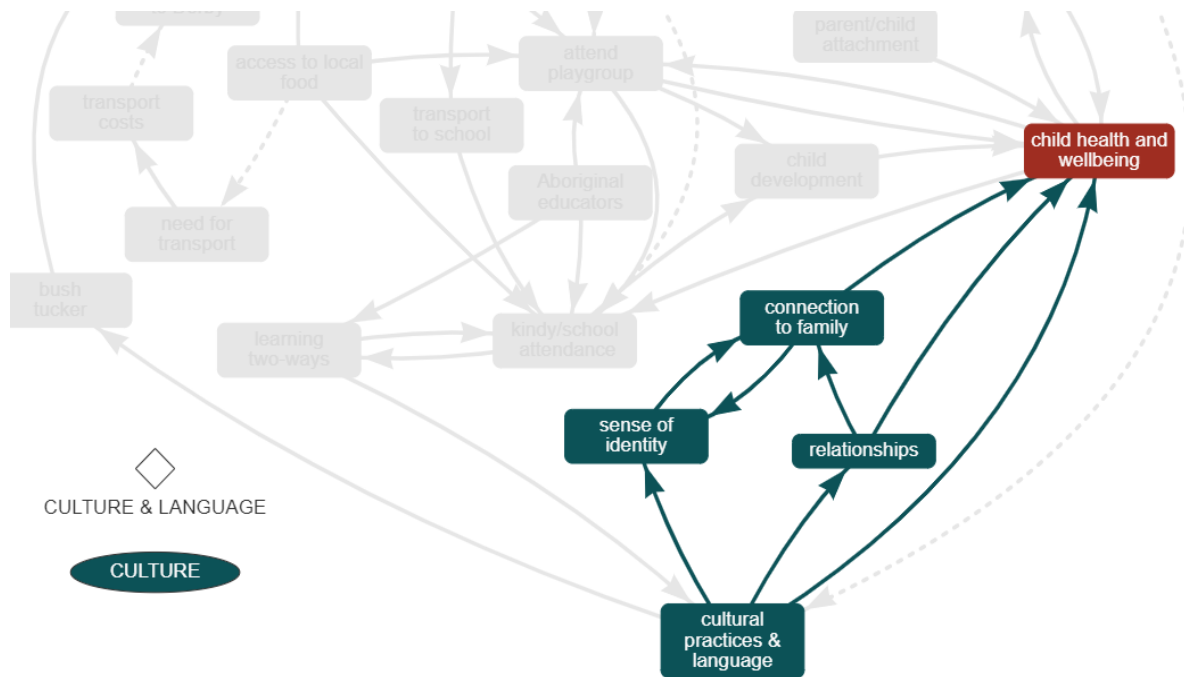 parent/child
attachment
access to local
food
attend
playgroup
transport
costs
transport
to school
child health and
wellbeing
child
development
Aboriginal
educators
need for
transport
bush
tucker
connection
to family
learning
two-ways
kindy/school
attendance
sense of
identity
relationships
CULTURE & LANGUAGE
CULTURE
cultural
practices &
language